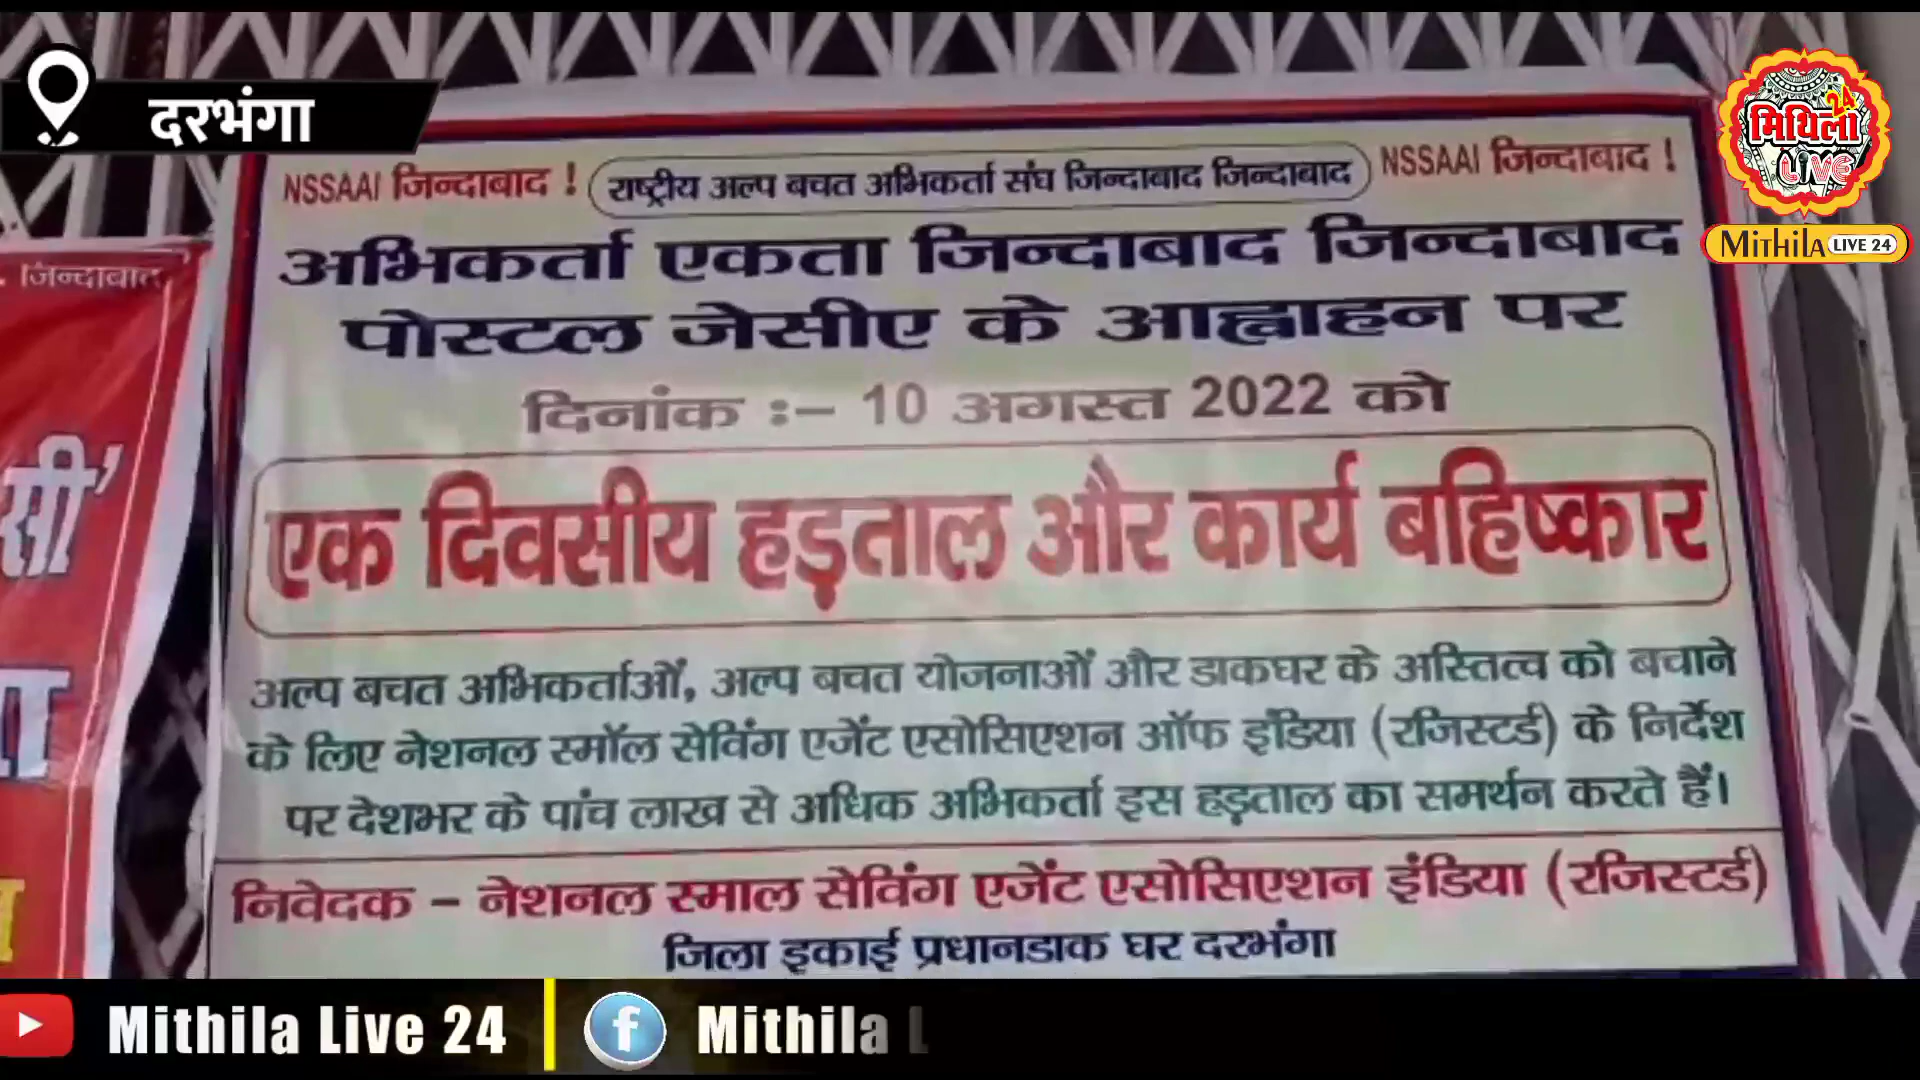 दरभंगा
24
मिथिला
LIVE
MITHILA LIVE 24
NSSAAI जिन्दाबाद ! राष्ट्रीय अल्प बचत अभिकर्ता संघ जिन्दाबाद जिन्दाबाद NSSAAI जिन्दाबाद !
अभिकर्ता एकता जिन्दाबाद जिन्दाबाद
पोस्टल जेसीए के आह्वाहन पर
दिनांक :– 10 अगस्त 2022 को
एक दिवसीय हड़ताल और कार्य बहिष्कार
अल्प बचत अभिकर्ताओं, अल्प बचत योजनाओं और डाकघर के अस्तित्व को बचाने
के लिए नेशनल स्मॉल सेविंग एजेंट एसोसिएशन ऑफ इंडिया (रजिस्टर्ड) के निर्देश
पर देशभर के पांच लाख से अधिक अभिकर्ता इस हड़ताल का समर्थन करते हैं।
निवेदक – नेशनल स्माल सेविंग एजेंट एसोसिएशन इंडिया (रजिस्टर्ड)
जिला इकाई प्रधानडाक घर दरभंगा
जिन्दाबाद
Mithila Live 24
Mithila L